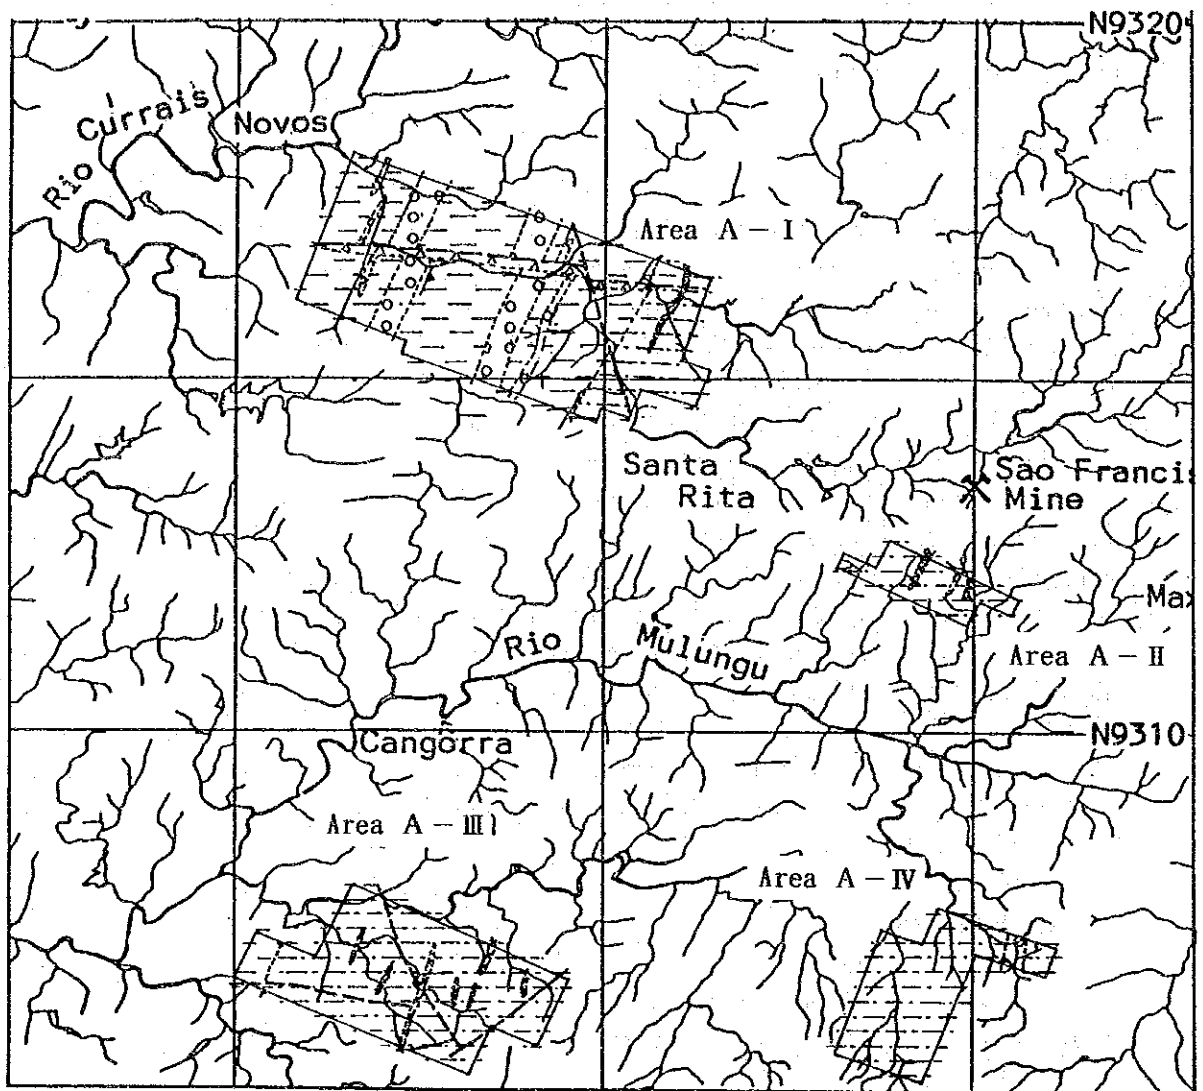 N9320
Rio Currais Novos
Area A-I
Santa
Rita
Sao Francis
Mine
Max
Rio Mulungu
Area A-II
N9310
Cangorra
Area A-III
Area A-IV